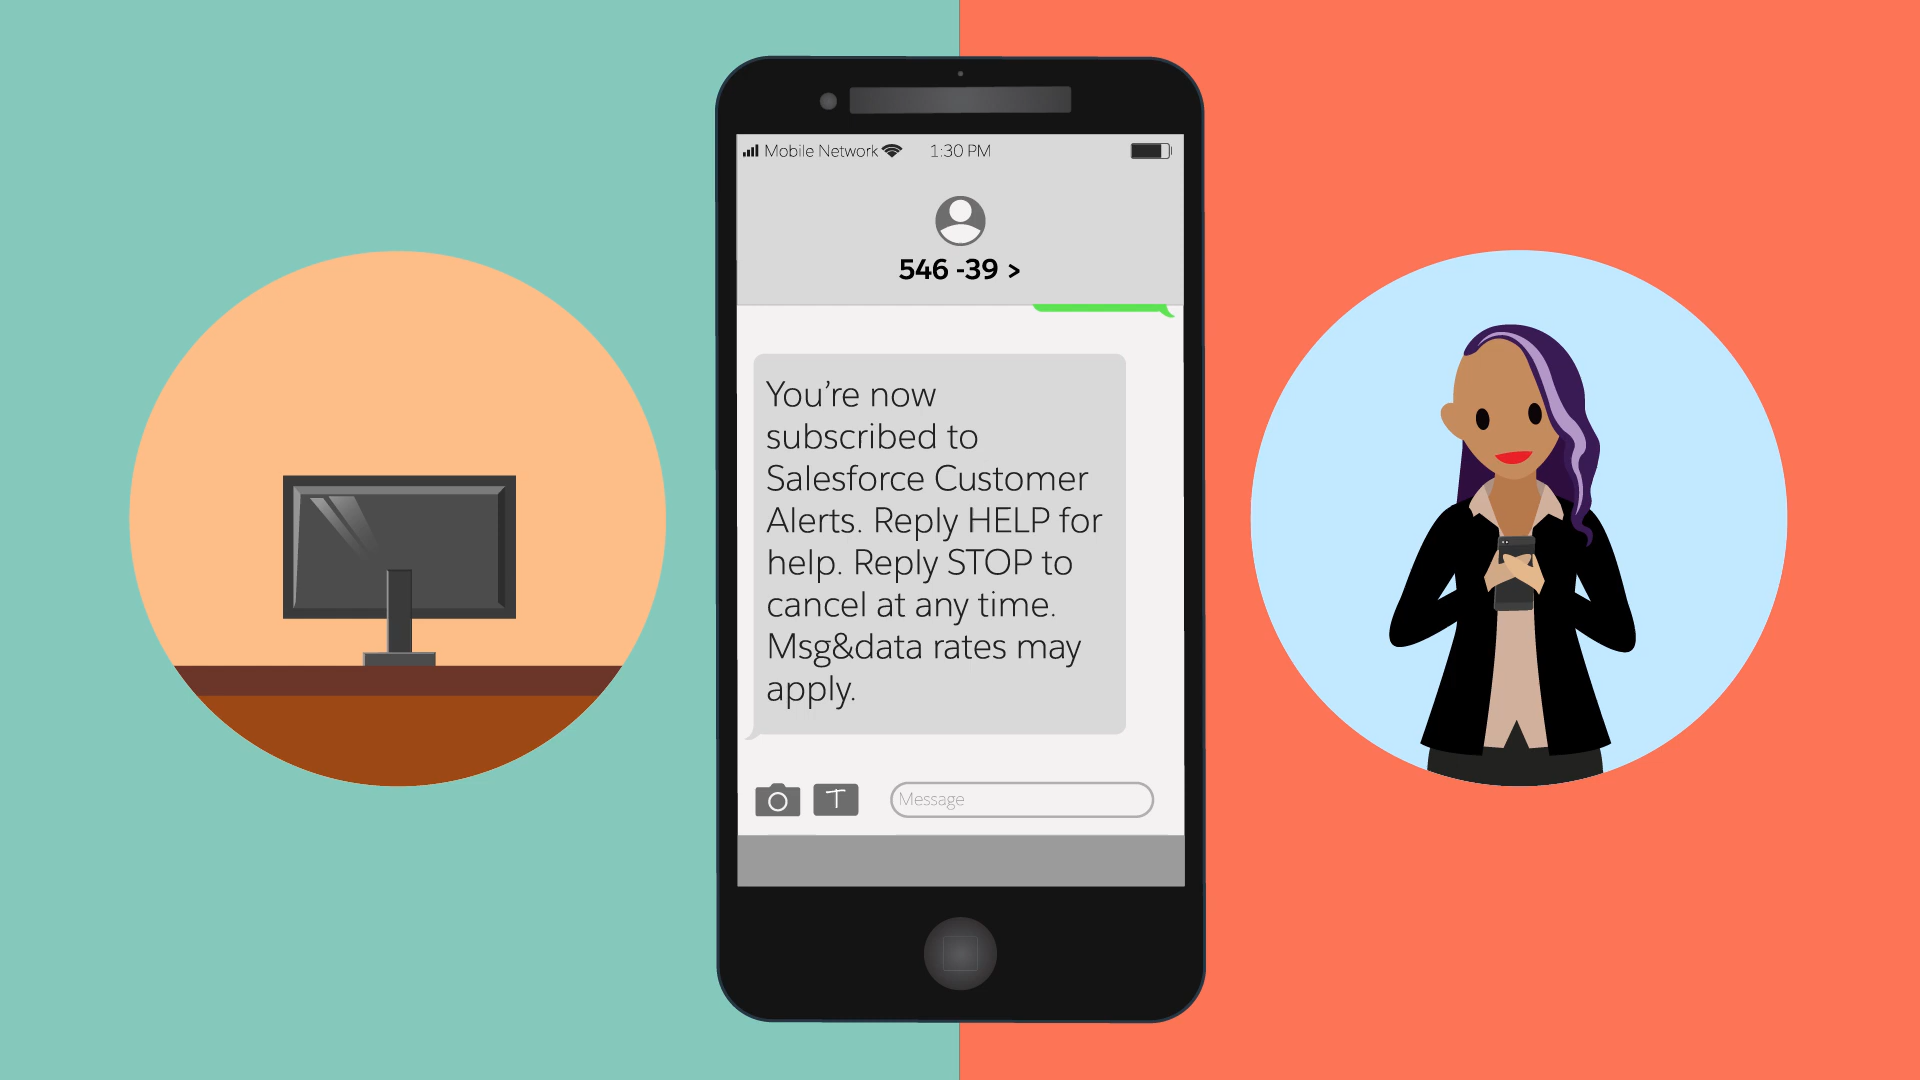 Mobile Network 1:30 PM
546 -39 >
You’re now
subscribed to
Salesforce Customer
Alerts. Reply HELP for
help. Reply STOP to
cancel at any time.
Msg&data rates may
apply.
T Message